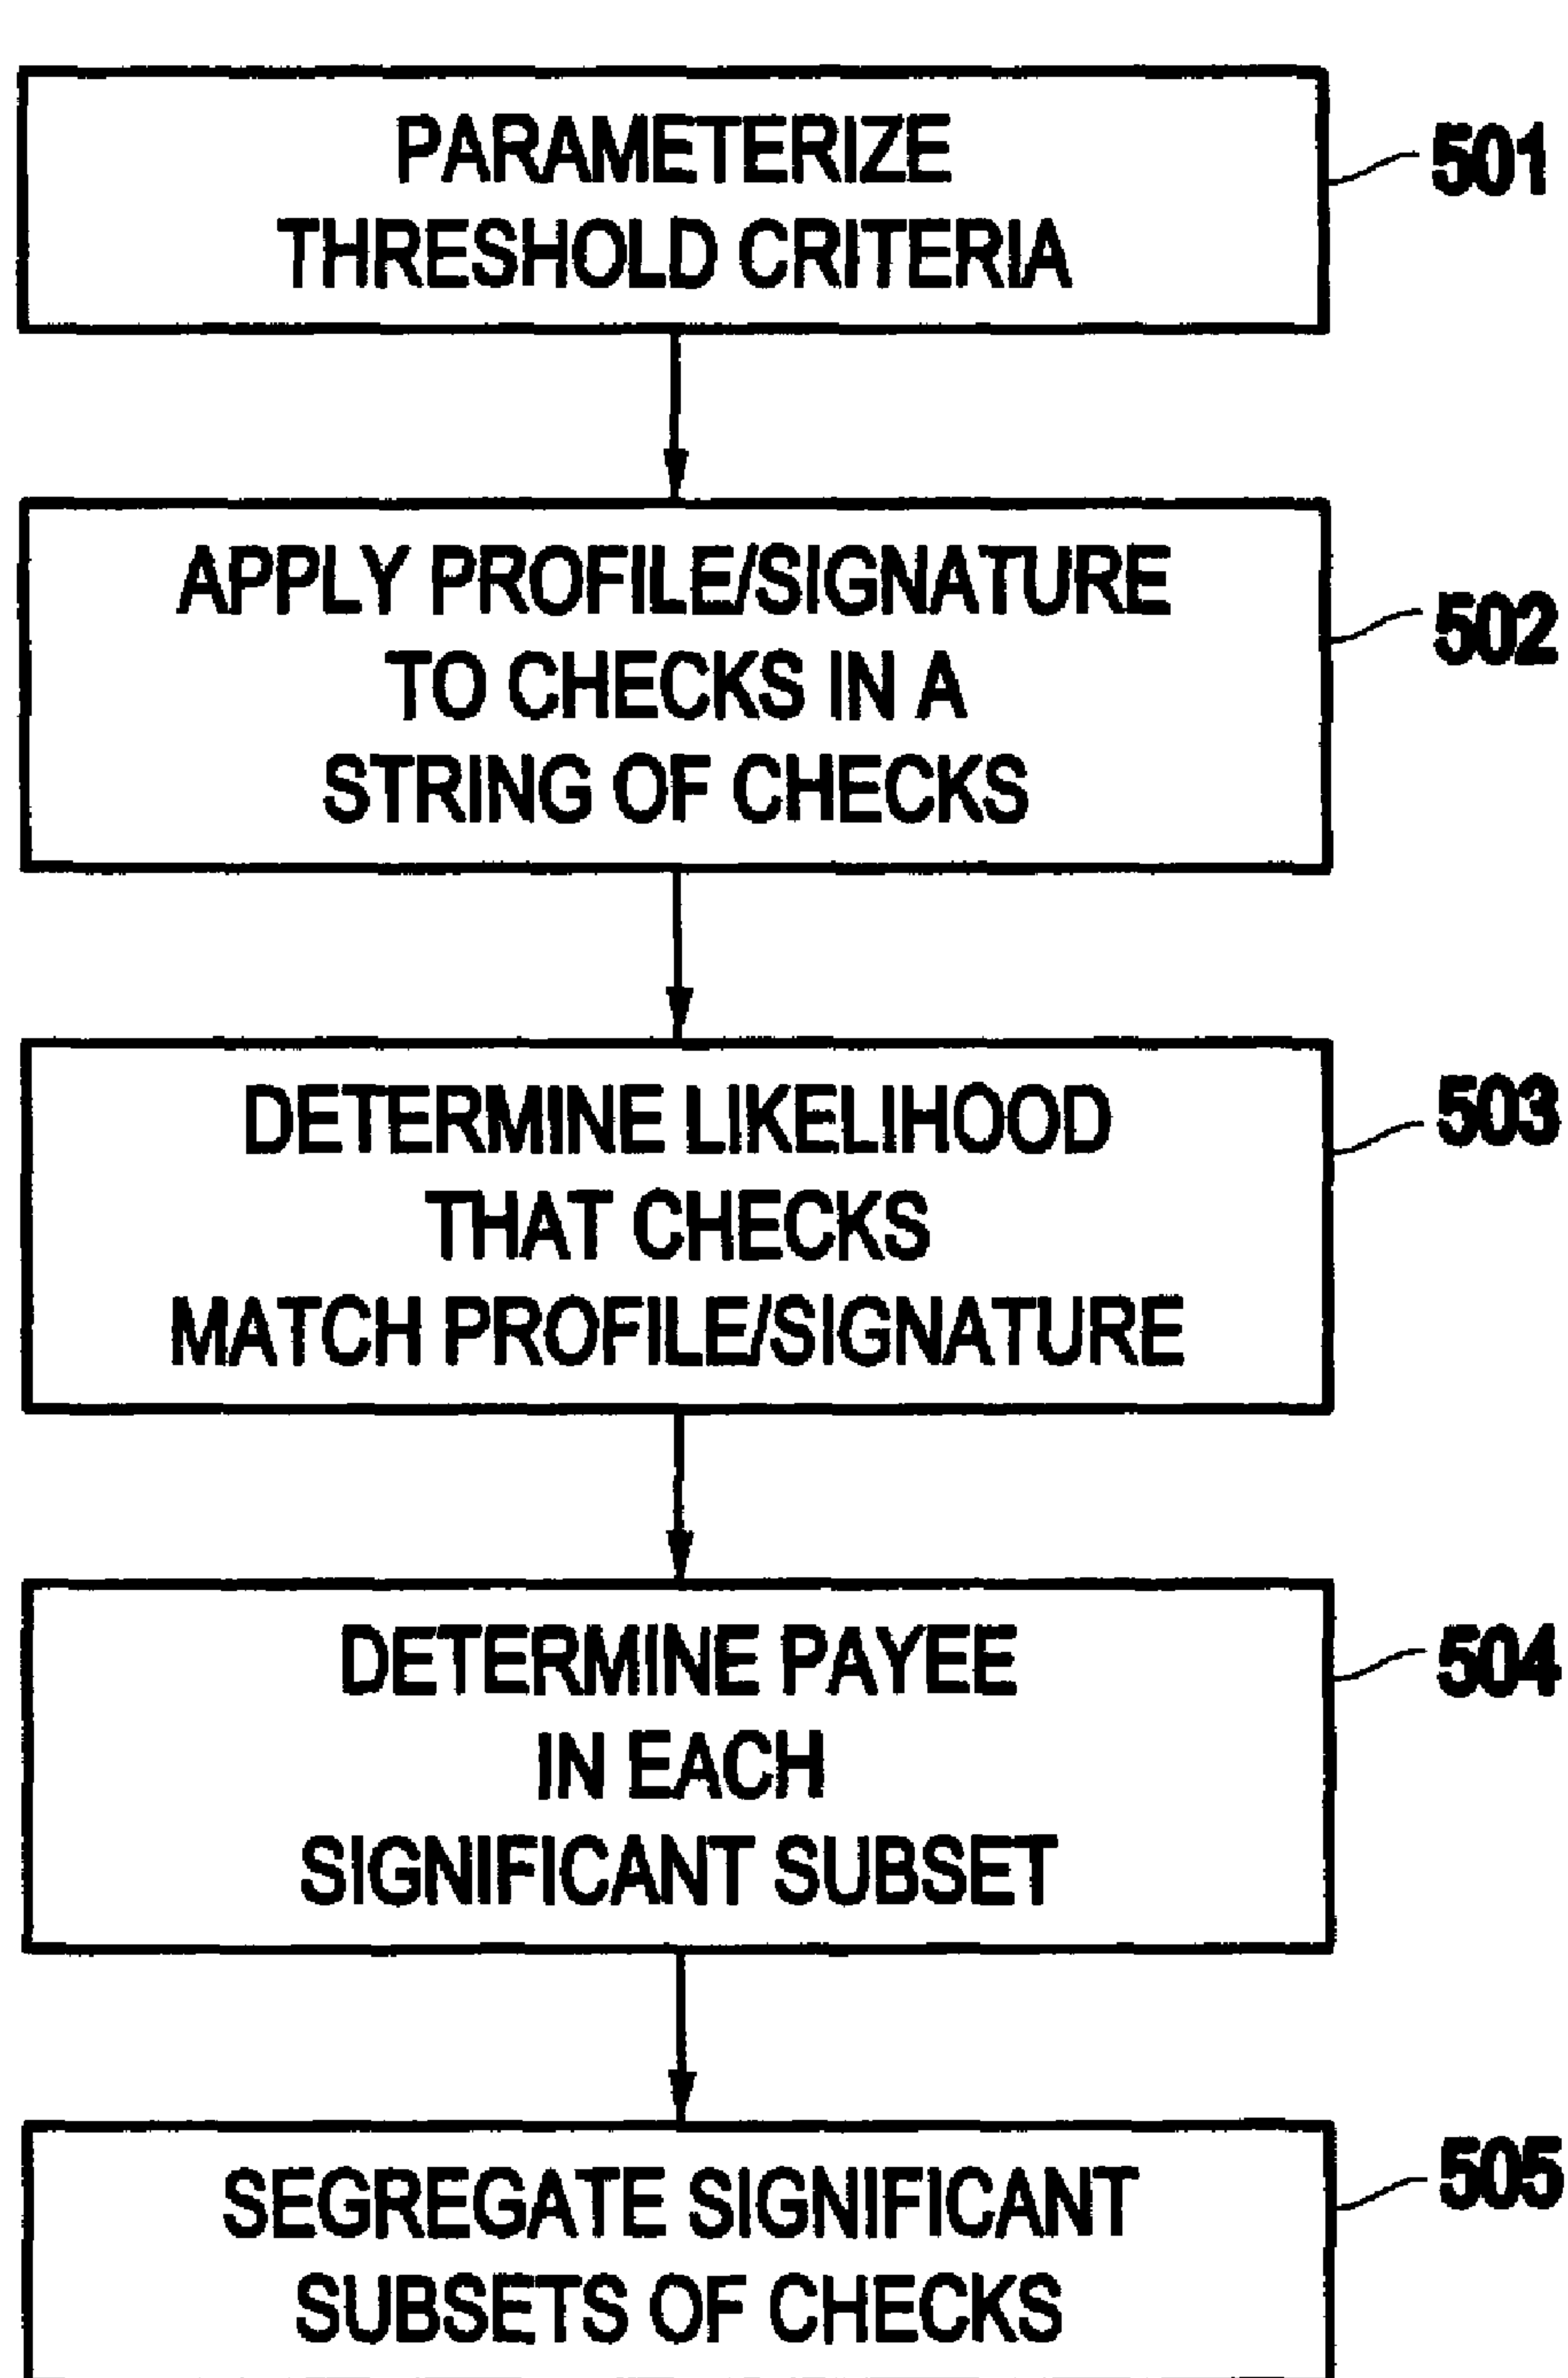 PARAMETERIZE
THRESHOLD CRITERIA
501
APPLY PROFILE/SIGNATURE
TO CHECKS IN A
STRING OF CHECKS
502
DETERMINE LIKELIHOOD
THAT CHECKS
MATCH PROFILE/SIGNATURE
503
DETERMINE PAYEE
IN EACH
SIGNIFICANT SUBSET
504
SEGREGATE SIGNIFICANT
SUBSETS OF CHECKS
505